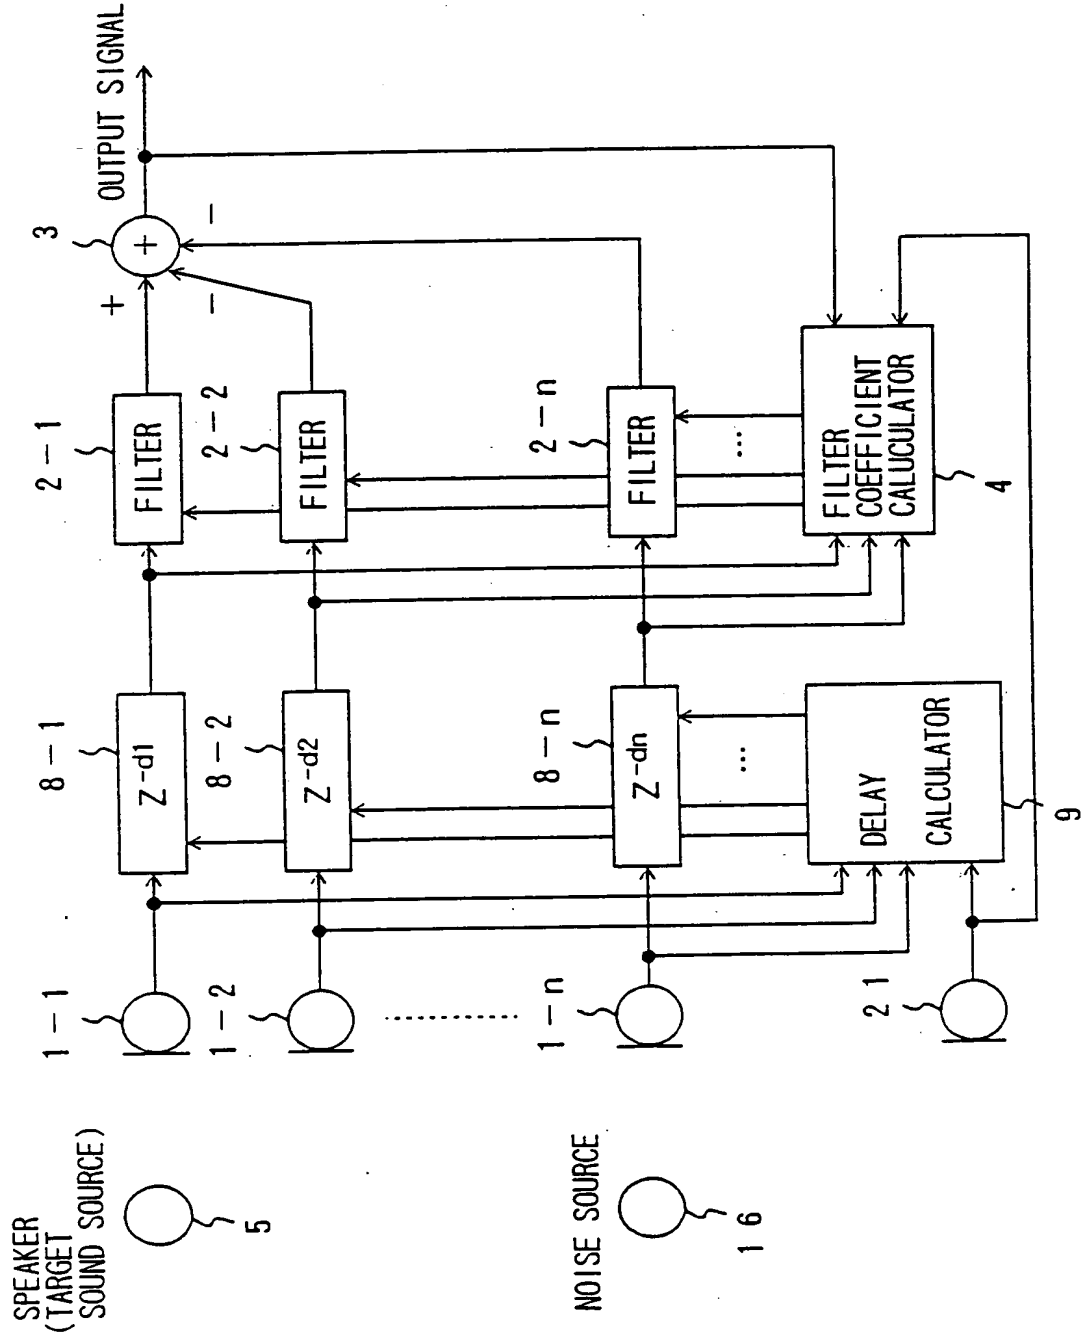 SPEAKER
(TARGET
SOUND SOURCE)
5
NOISE SOURCE
16
1-1
1-2
1-n
21
8-1
Z-d1
8-2
Z-d2
8-n
Z-dn
...
DELAY
CALCULATOR
9
2-1
FILTER
2-2
FILTER
2-n
FILTER
...
FILTER
COEFFICIENT
CALUCULATOR
4
3
+
+
-
-
OUTPUT SIGNAL